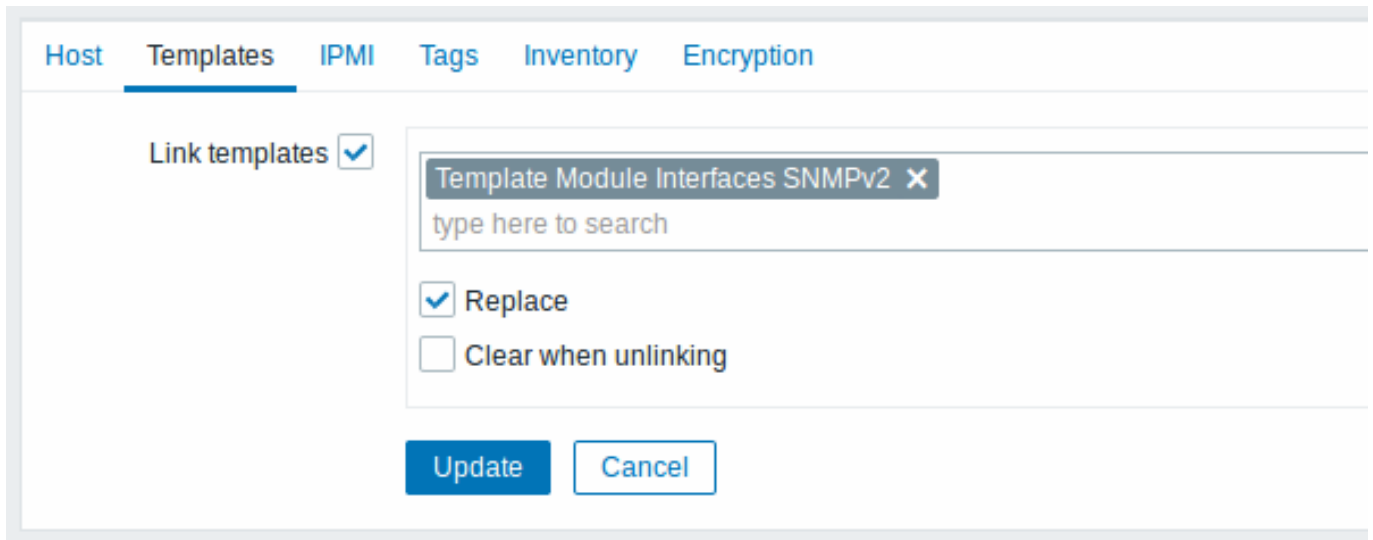 Host Templates IPMI Tags Inventory Encryption
Link templates
Template Module Interfaces SNMPv2
type here to search
Replace
Clear when unlinking
Update Cancel